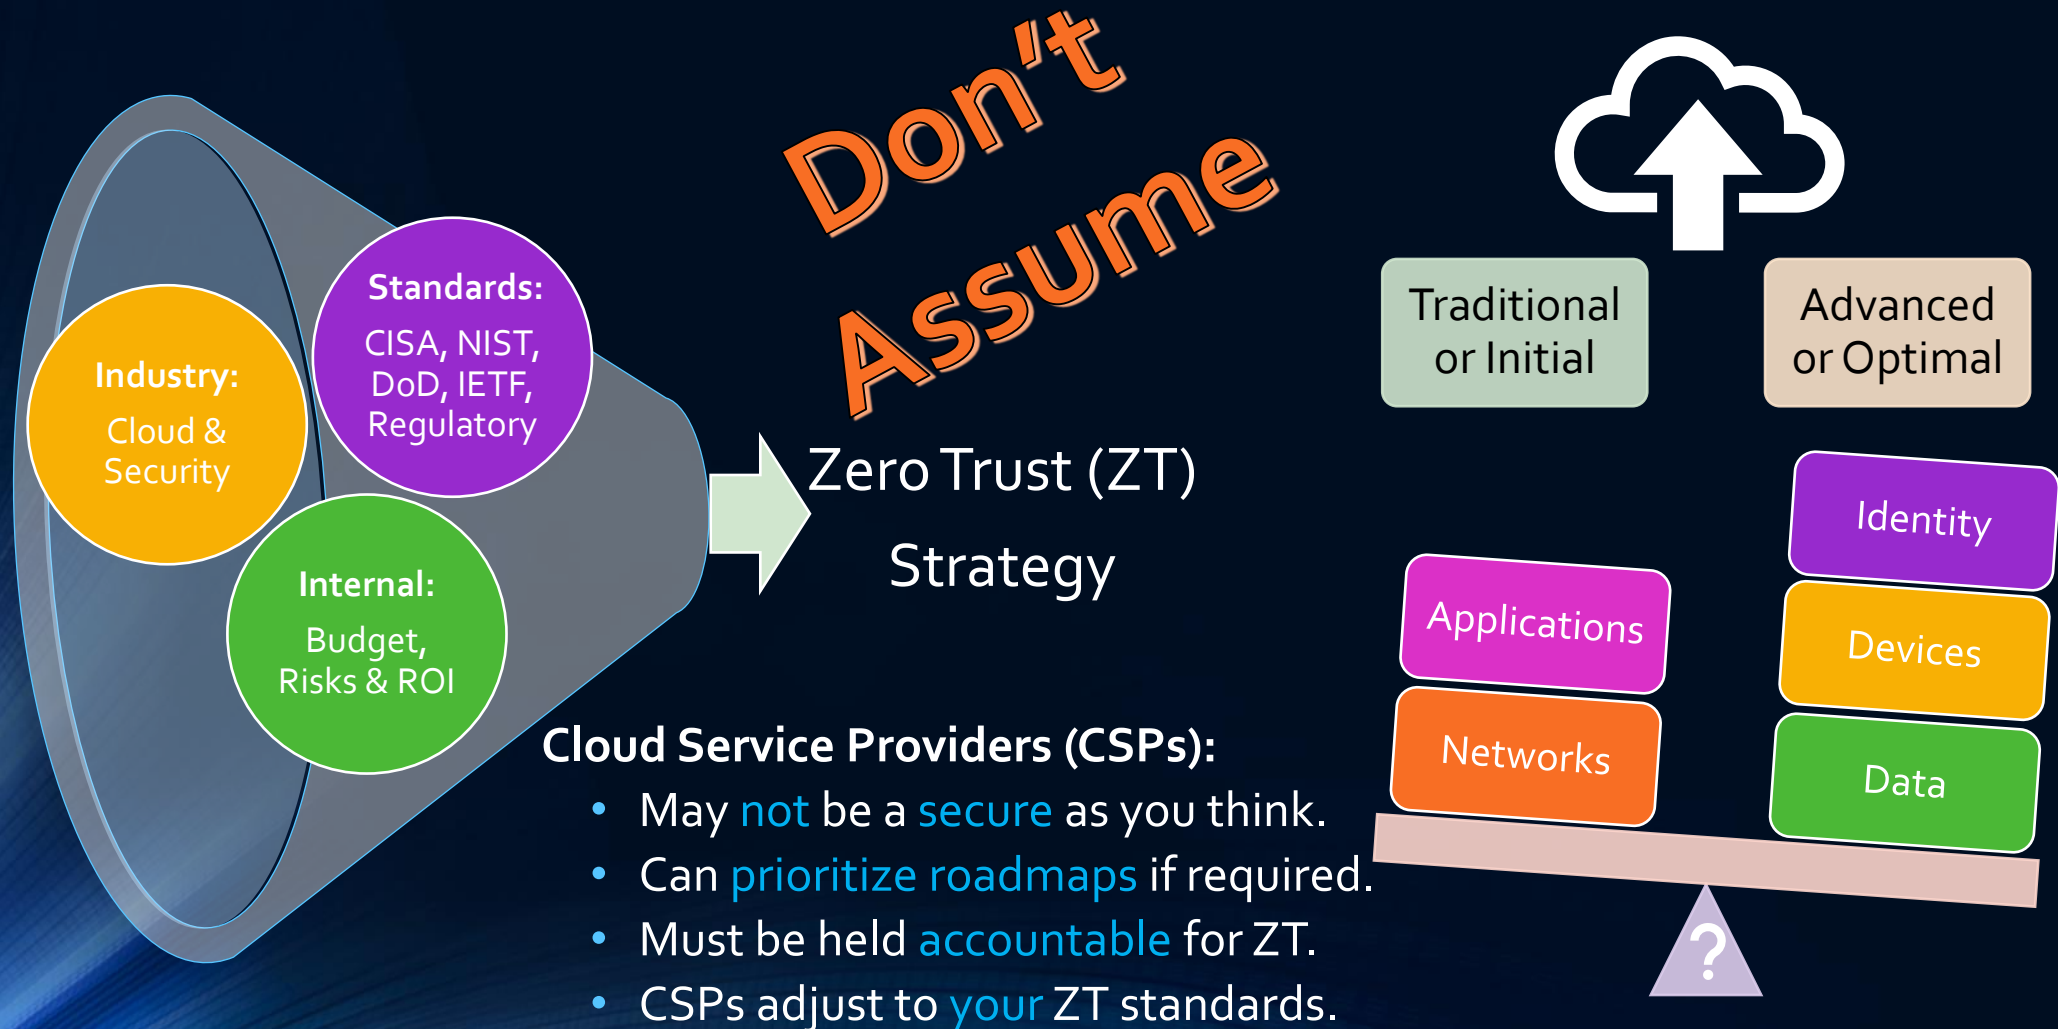 Don't
Assume
Industry:
Cloud &
Security
Standards:
CISA, NIST,
DoD, IETF,
Regulatory
Internal:
Budget,
Risks & ROI
Zero Trust (ZT)
Strategy
Cloud Service Providers (CSPs):
• May not be a secure as you think.
• Can prioritize roadmaps if required.
• Must be held accountable for ZT.
• CSPs adjust to your ZT standards.
Traditional
or Initial
Advanced
or Optimal
Applications
Networks
Identity
Devices
Data
?